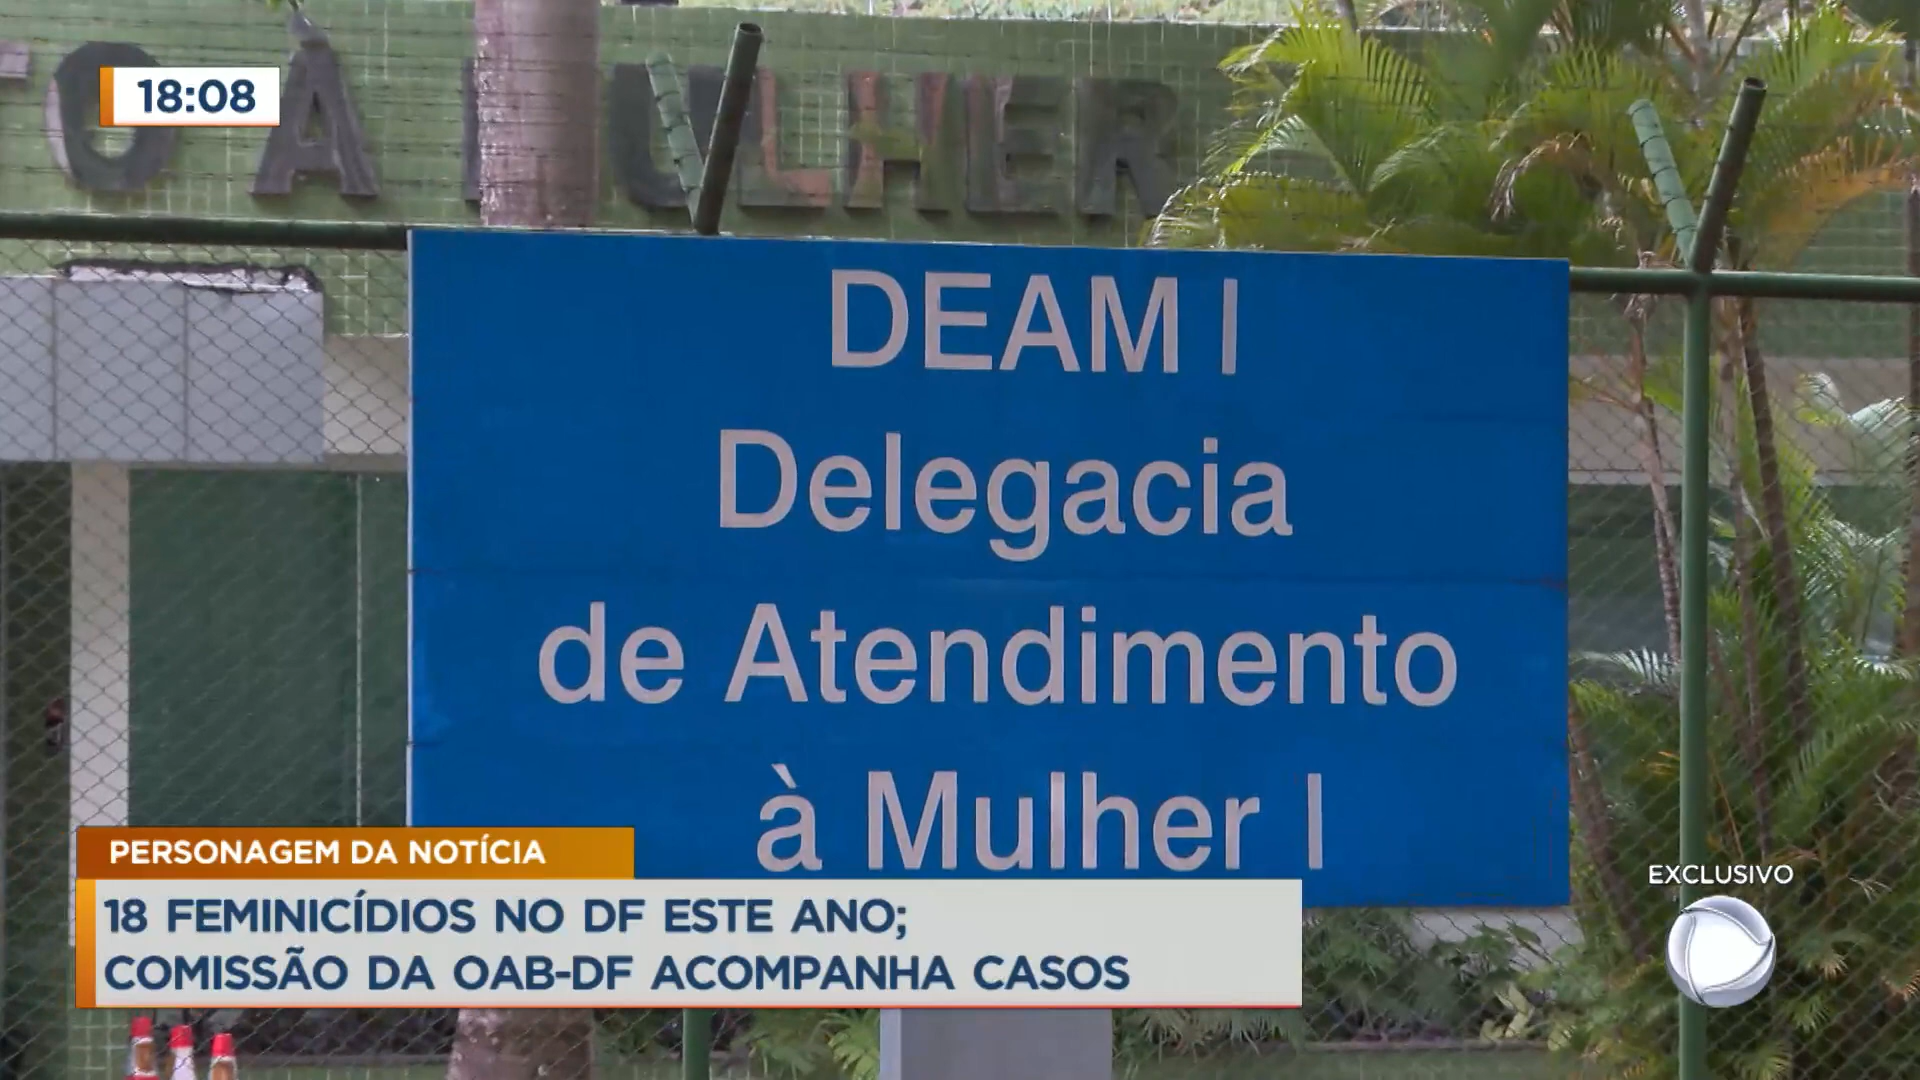 18:08
O À MULHER
DEAM I
Delegacia
de Atendimento
à Mulher I
PERSONAGEM DA NOTÍCIA
18 FEMINICÍDIOS NO DF ESTE ANO;
COMISSÃO DA OAB-DF ACOMPANHA CASOS
EXCLUSIVO